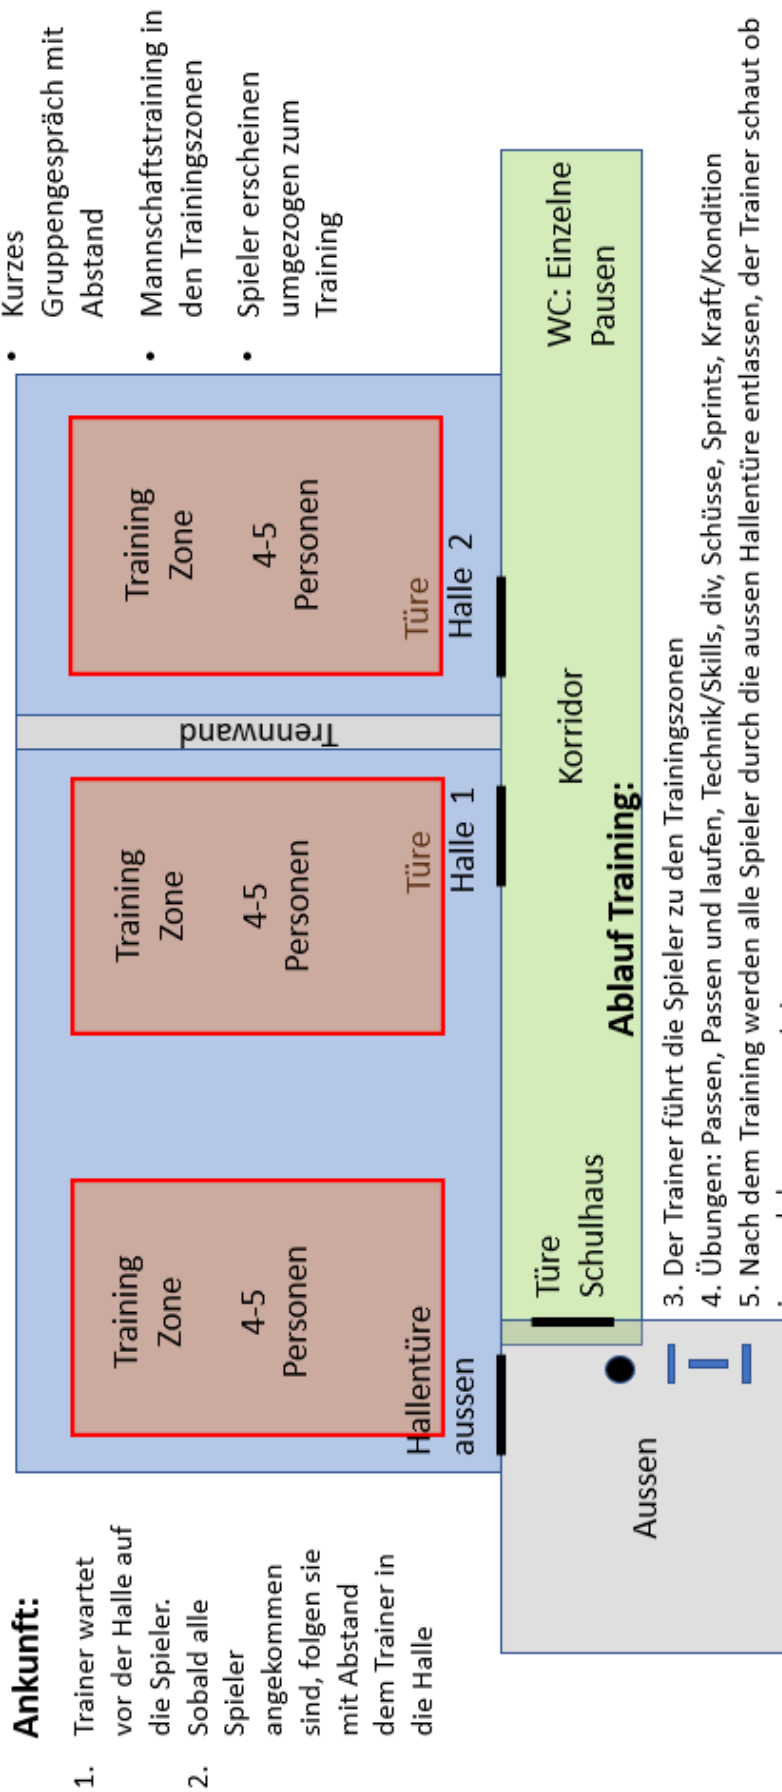 Ankunft:
1. Trainer wartet
vor der Halle auf
die Spieler.
2. Sobald alle
Spieler
angekommen
sind, folgen sie
mit Abstand
dem Trainer in
die Halle
Training
Zone
4-5
Personen
Hallentüre
aussen
Training
Zone
4-5
Personen
Türe
Halle 1
Trennwand
Training
Zone
4-5
Personen
Türe
Halle 2
• Kurzes
Gruppengespräch mit
Abstand
• Mannschaftstraining in
den Trainingszonen
• Spieler erscheinen
umgezogen zum
Training
Aussen
Türe
Schulhaus
Korridor
WC: Einzelne
Pausen
Ablauf Training:
3. Der Trainer führt die Spieler zu den Trainingszonen
4. Übungen: Passen, Passen und laufen, Technik/Skills, div, Schüsse, Sprints, Kraft/Kondition
5. Nach dem Training werden alle Spieler durch die aussen Hallentüre entlassen, der Trainer schaut ob